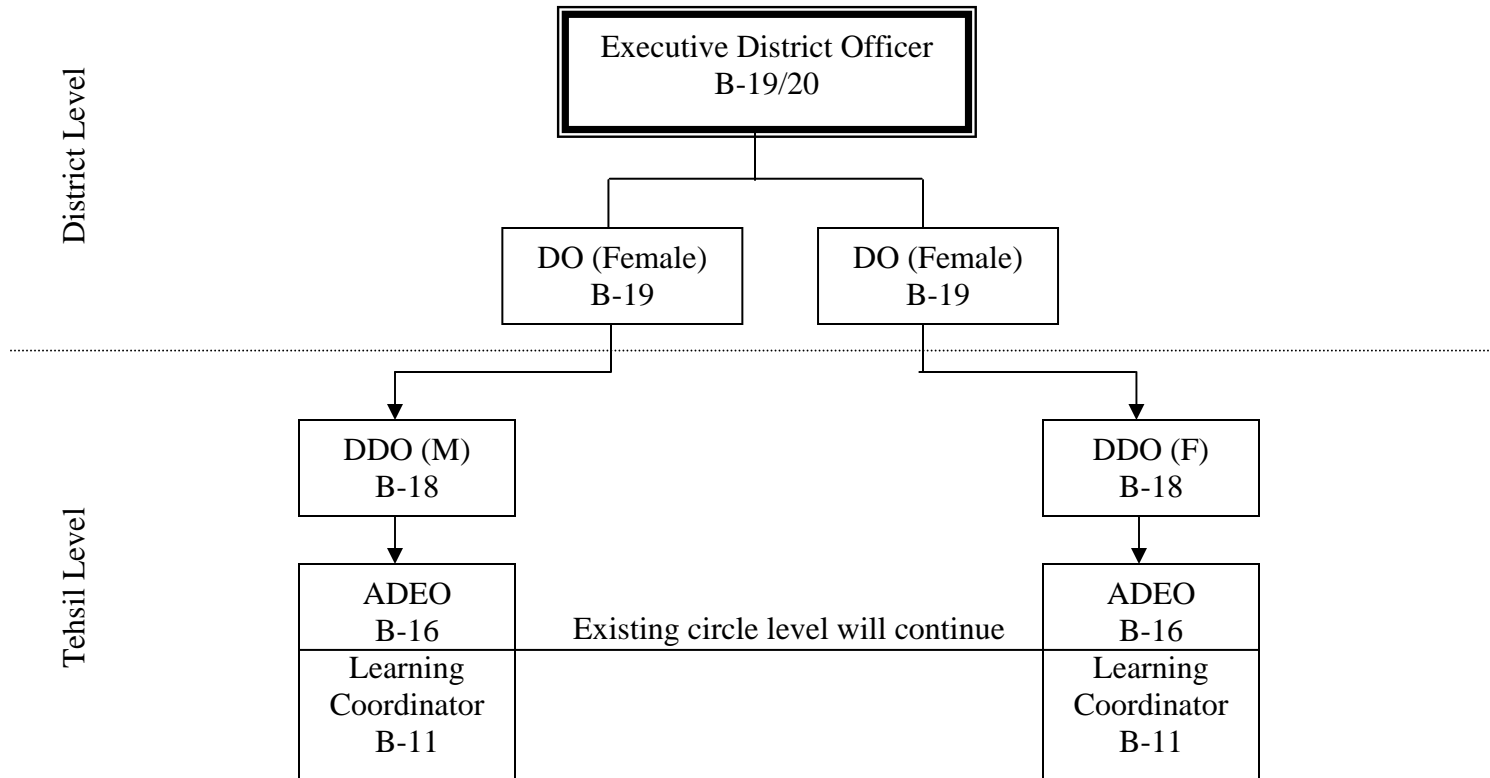 District Level
Executive District Officer
B-19/20
DO (Female)
B-19
DO (Female)
B-19
Tehsil Level
DDO (M)
B-18
DDO (F)
B-18
ADEO
B-16
Existing circle level will continue
ADEO
B-16
Learning
Coordinator
B-11
Learning
Coordinator
B-11